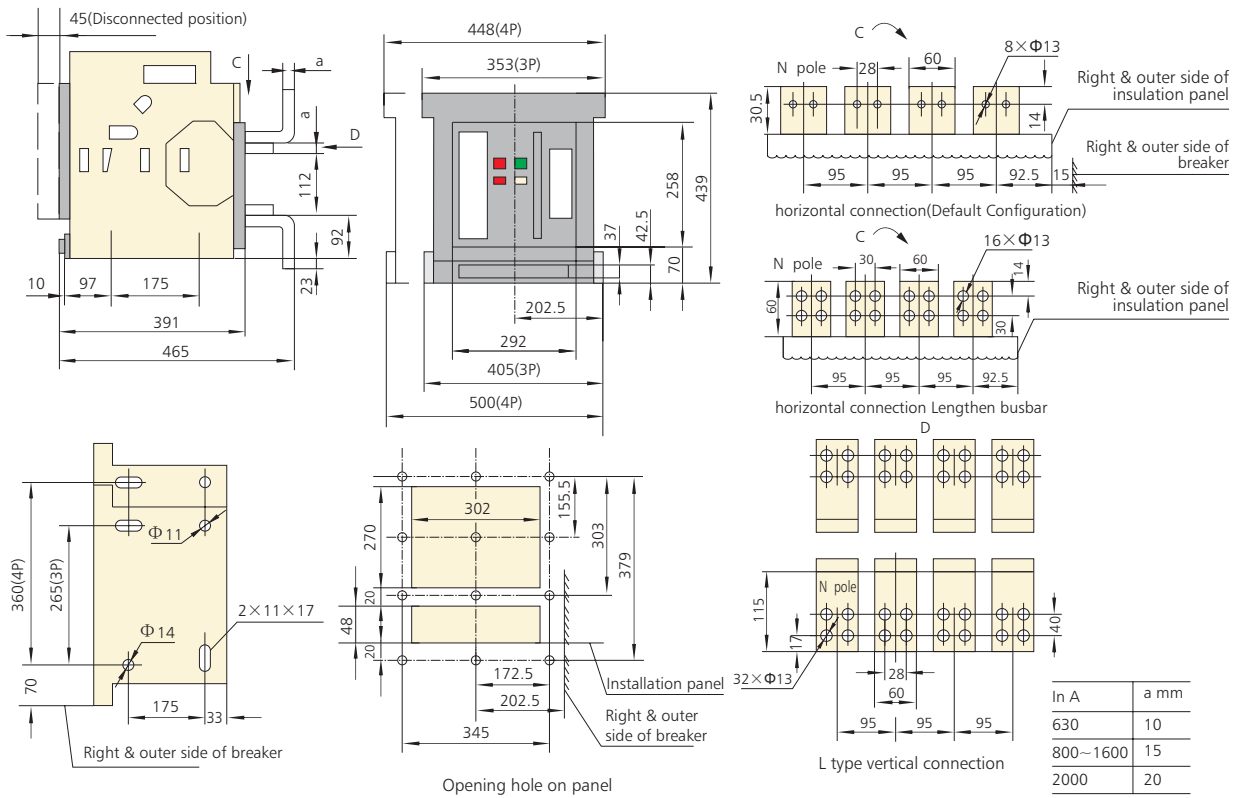 45(Disconnected position)
C
a
a
D
112
92
23
10
97
175
391
465
448(4P)
353(3P)
258
439
37
42.5
70
202.5
292
405(3P)
500(4P)
C
8×Φ13
N pole
28
60
30.5
14
Right & outer side of
insulation panel
Right & outer side of
breaker
95
95
95
92.5
15
horizontal connection(Default Configuration)
C
16×Φ13
N pole
30
60
14
60
30
Right & outer side of
insulation panel
95
95
95
92.5
horizontal connection Lengthen busbar
D
360(4P)
265(3P)
Φ11
Φ14
2×11×17
70
175
33
Right & outer side of breaker
302
270
155.5
303
379
20
48
20
172.5
202.5
345
Installation panel
Right & outer
side of breaker
Opening hole on panel
N pole
115
17
40
32×Φ13
28
60
95
95
95
L type vertical connection
In A a mm
630 10
800~1600 15
2000 20